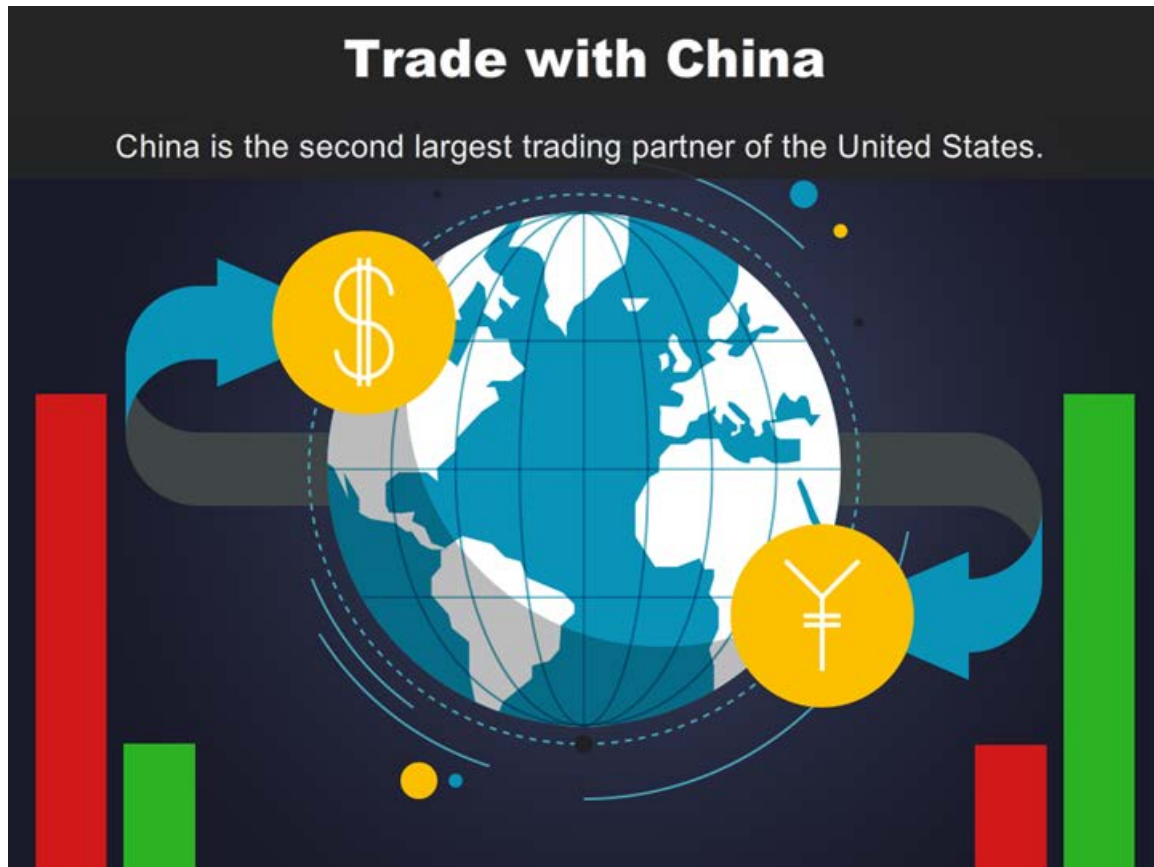 Trade with China
China is the second largest trading partner of the United States.
$
¥